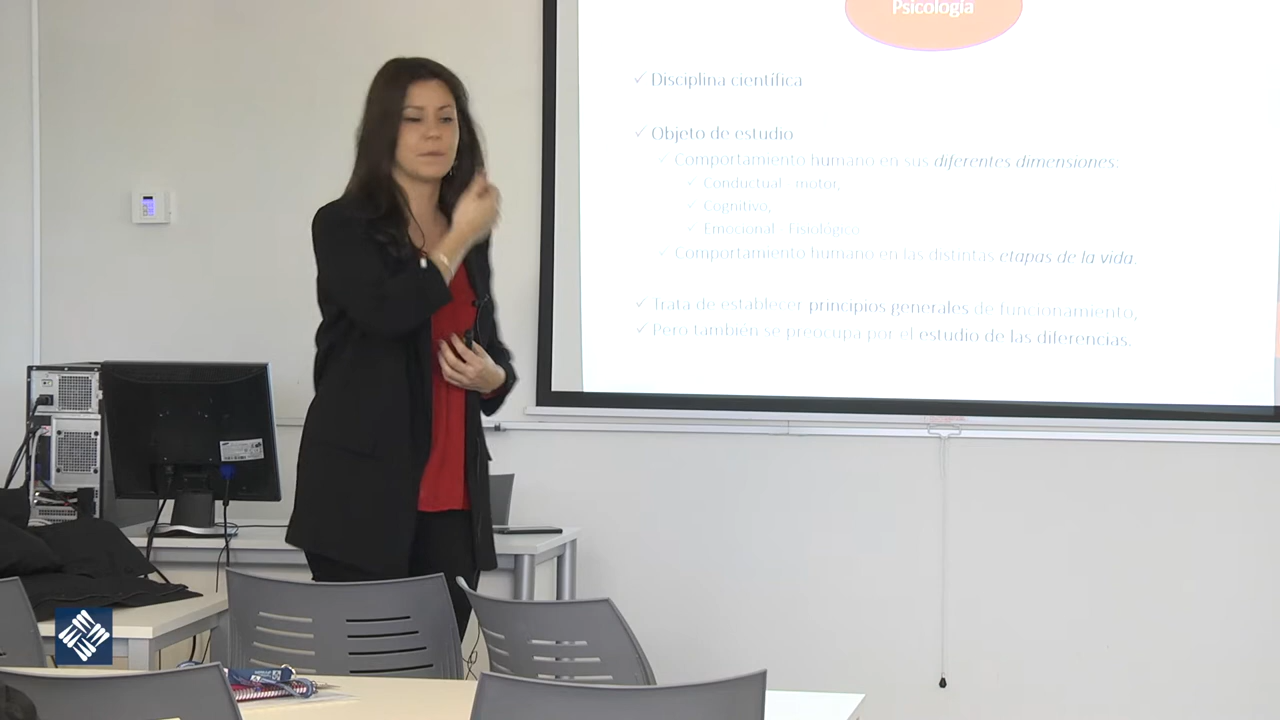 Psicología
✓ Disciplina científica
✓ Objeto de estudio
✓ Comportamiento humano en sus diferentes dimensiones:
✓ Conductual - motor,
✓ Cognitivo,
✓ Emocional - Fisiológico
✓ Comportamiento humano en las distintas etapas de la vida.
✓ Trata de establecer principios generales de funcionamiento,
✓ Pero también se preocupa por el estudio de las diferencias.